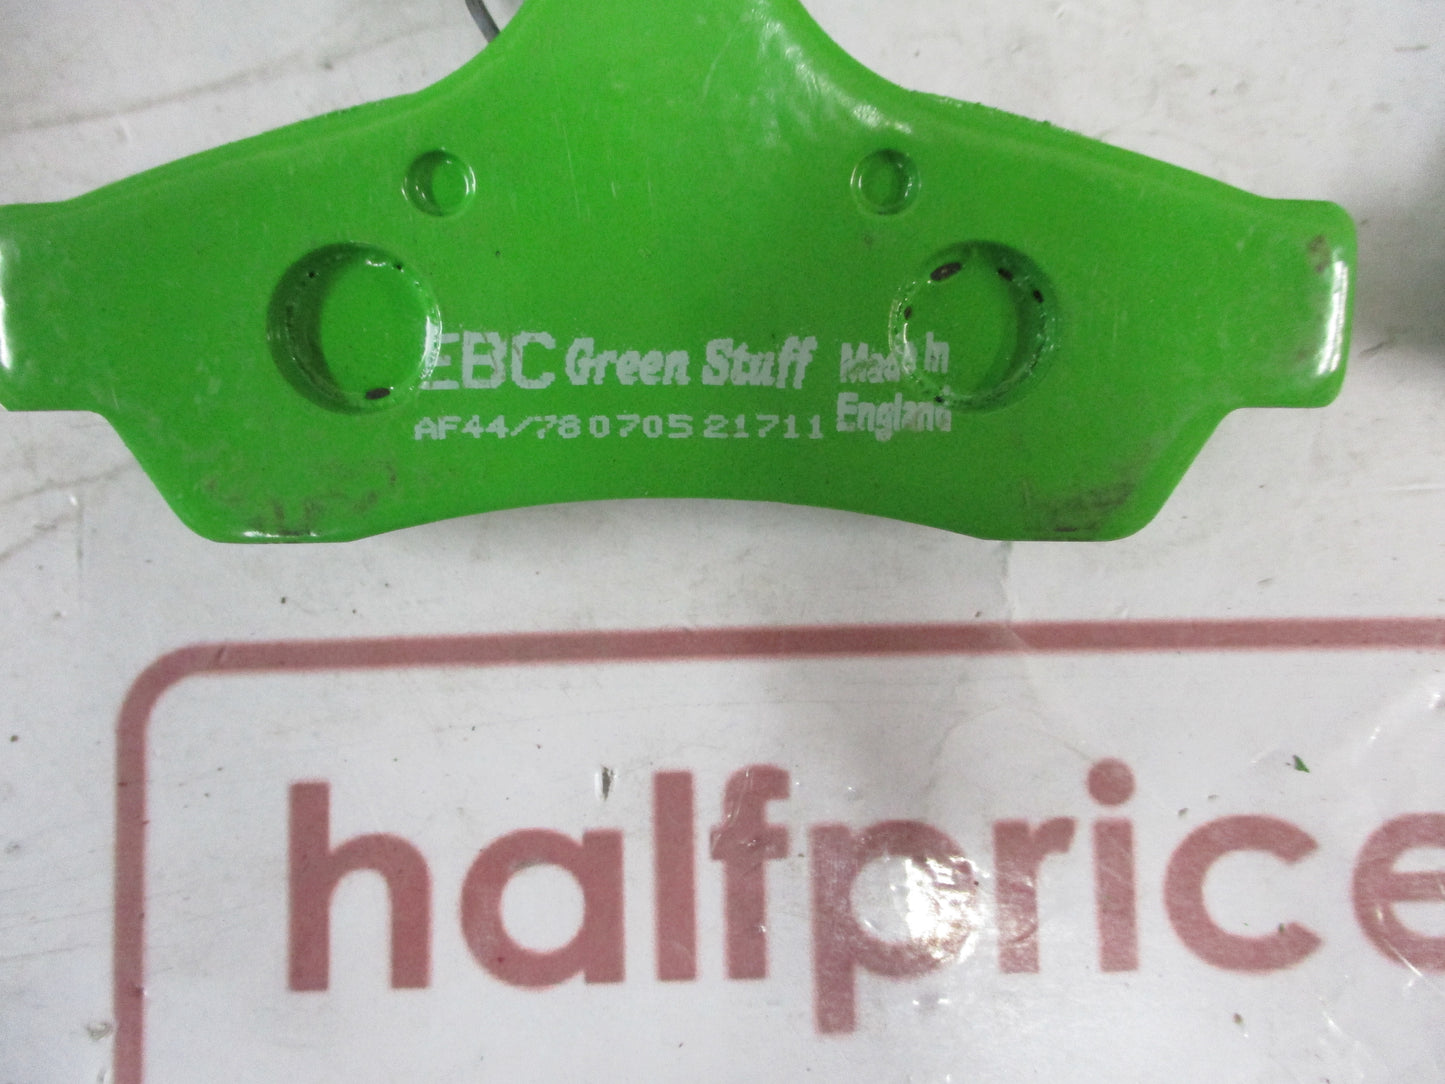 EBC Green Stuff Made in
England
AF44/78 0705 21711
halfprice